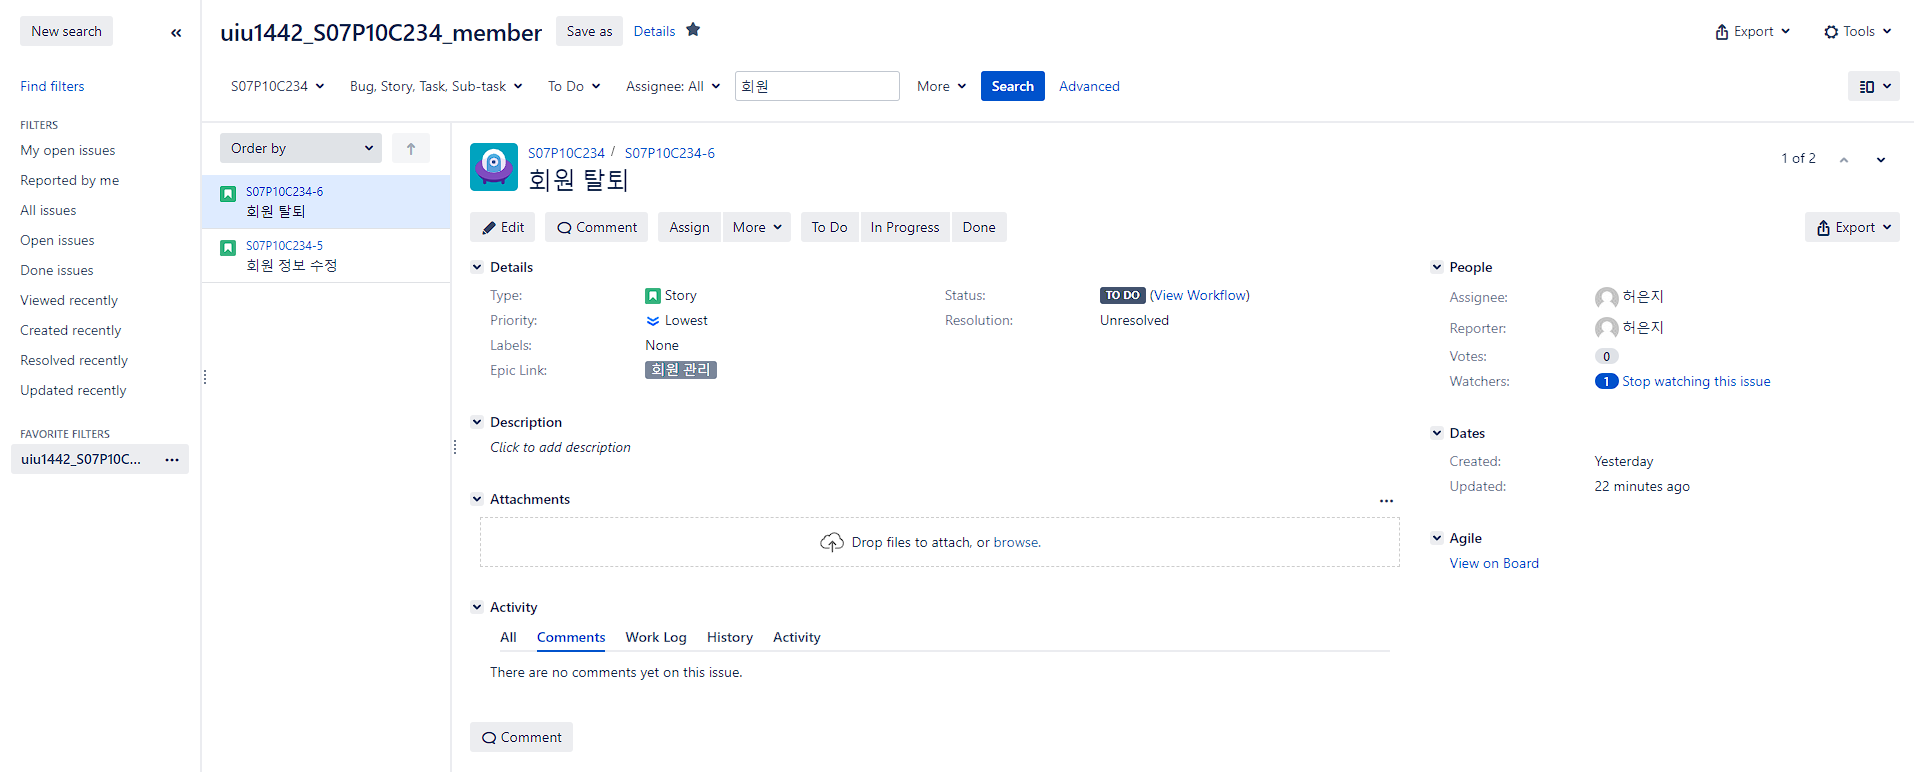 New search
«
Find filters
FILTERS
My open issues
Reported by me
All issues
Open issues
Done issues
Viewed recently
Created recently
Resolved recently
Updated recently
FAVORITE FILTERS
uiu1442_S07P10C...
uiu1442_S07P10C234_member
Save as
Details
Export
Tools
S07P10C234
Bug, Story, Task, Sub-task
To Do
Assignee: All
회원
More
Search
Advanced
Order by
S07P10C234-6
회원 탈퇴
S07P10C234-5
회원 정보 수정
S07P10C234 / S07P10C234-6
회원 탈퇴
1 of 2
Edit
Comment
Assign
More
To Do
In Progress
Done
Export
Details
Type: Story
Priority: Lowest
Labels: None
Epic Link: 회원 관리
Status: TO DO (View Workflow)
Resolution: Unresolved
Description
Click to add description
Attachments
Drop files to attach, or browse.
Activity
All Comments Work Log History Activity
There are no comments yet on this issue.
Comment
People
Assignee: 허은지
Reporter: 허은지
Votes: 0
Watchers: 1 Stop watching this issue
Dates
Created: Yesterday
Updated: 22 minutes ago
Agile
View on Board